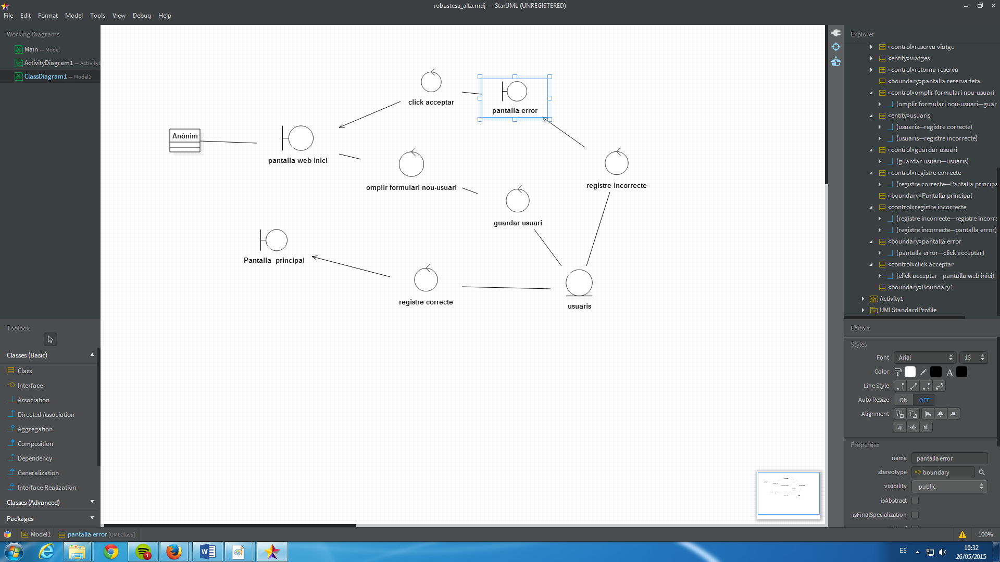 robustesa_alta.mdj — StarUML (UNREGISTERED)
File Edit Format Model Tools View Debug Help
Working Diagrams
Main — Model
ActivityDiagram1 — Activity1
ClassDiagram1 — Model1
click acceptar
pantalla error
Anònim
pantalla web inici
omplir formulari nou-usuari
registre incorrecte
guardar usuari
Pantalla  principal
registre correcte
usuaris
Explorer
«control»reserva viatge
«entity»viatges
«control»retorna reserva
«boundary»pantalla reserva feta
«control»omplir formulari nou-usuari
(omplir formulari nou-usuari—guar
«entity»usuaris
(usuaris—registre correcte)
(usuaris—registre incorrecte)
«control»guardar usuari
(guardar usuari—usuaris)
«control»registre correcte
(registre correcte—Pantalla principa
«boundary»Pantalla principal
«control»registre incorrecte
(registre incorrecte—registre incorre
(registre incorrecte—pantalla error)
«boundary»pantalla error
(pantalla error—click acceptar)
«control»click acceptar
(click acceptar—pantalla web inici)
«boundary»Boundary1
Activity1
UMLStandardProfile
Toolbox
Classes (Basic)
Class
Interface
Association
Directed Association
Aggregation
Composition
Dependency
Generalization
Interface Realization
Classes (Advanced)
Packages
Editors
Styles
Font Arial 13
Color A
Line Style
Auto Resize ON OFF
Alignment
Properties
name pantalla error
stereotype «» boundary
visibility public
isAbstract
isFinalSpecialization
Model1 pantalla error [UMLClass]
100%
1
ES
10:32
26/05/2015